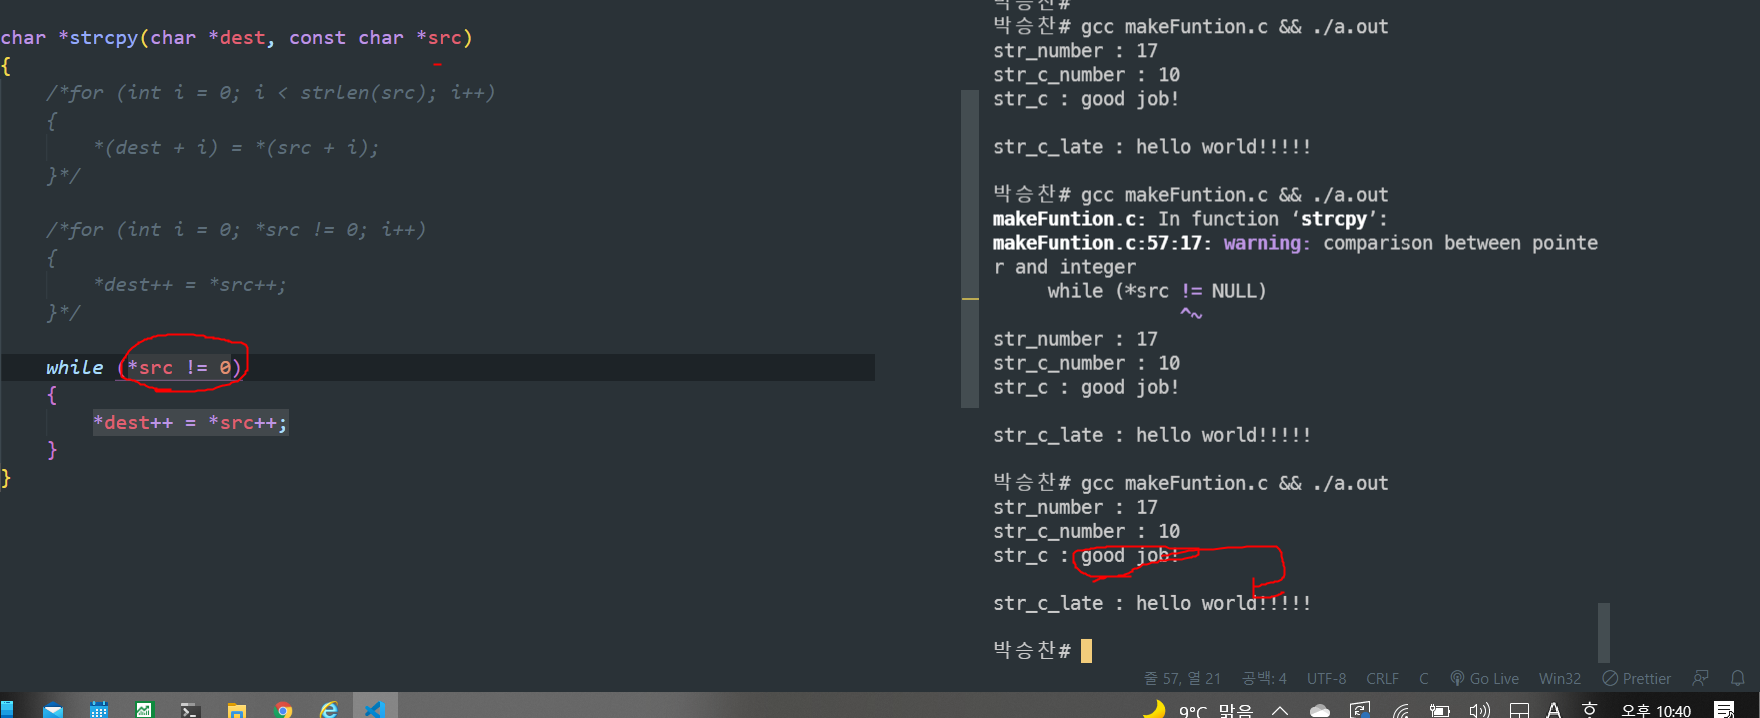 char *strcpy(char *dest, const char *src)
{
/*for (int i = 0; i < strlen(src); i++)
{
*(dest + i) = *(src + i);
}*/
/*for (int i = 0; *src != 0; i++)
{
*dest++ = *src++;
}*/
while (*src != 0)
{
*dest++ = *src++;
}
}
박승찬#
박승찬# gcc makeFuntion.c && ./a.out
str_number : 17
str_c_number : 10
str_c : good job!
str_c_late : hello world!!!!!
박승찬# gcc makeFuntion.c && ./a.out
makeFuntion.c: In function ‘strcpy’:
makeFuntion.c:57:17: warning: comparison between pointe
r and integer
while (*src != NULL)
^~
str_number : 17
str_c_number : 10
str_c : good job!
str_c_late : hello world!!!!!
박승찬# gcc makeFuntion.c && ./a.out
str_number : 17
str_c_number : 10
str_c : good job!
str_c_late : hello world!!!!!
박승찬#
줄 57, 열 21 공백: 4 UTF-8 CRLF C Go Live Win32 Prettier
9°C 맑음 A 호 오후 10:40